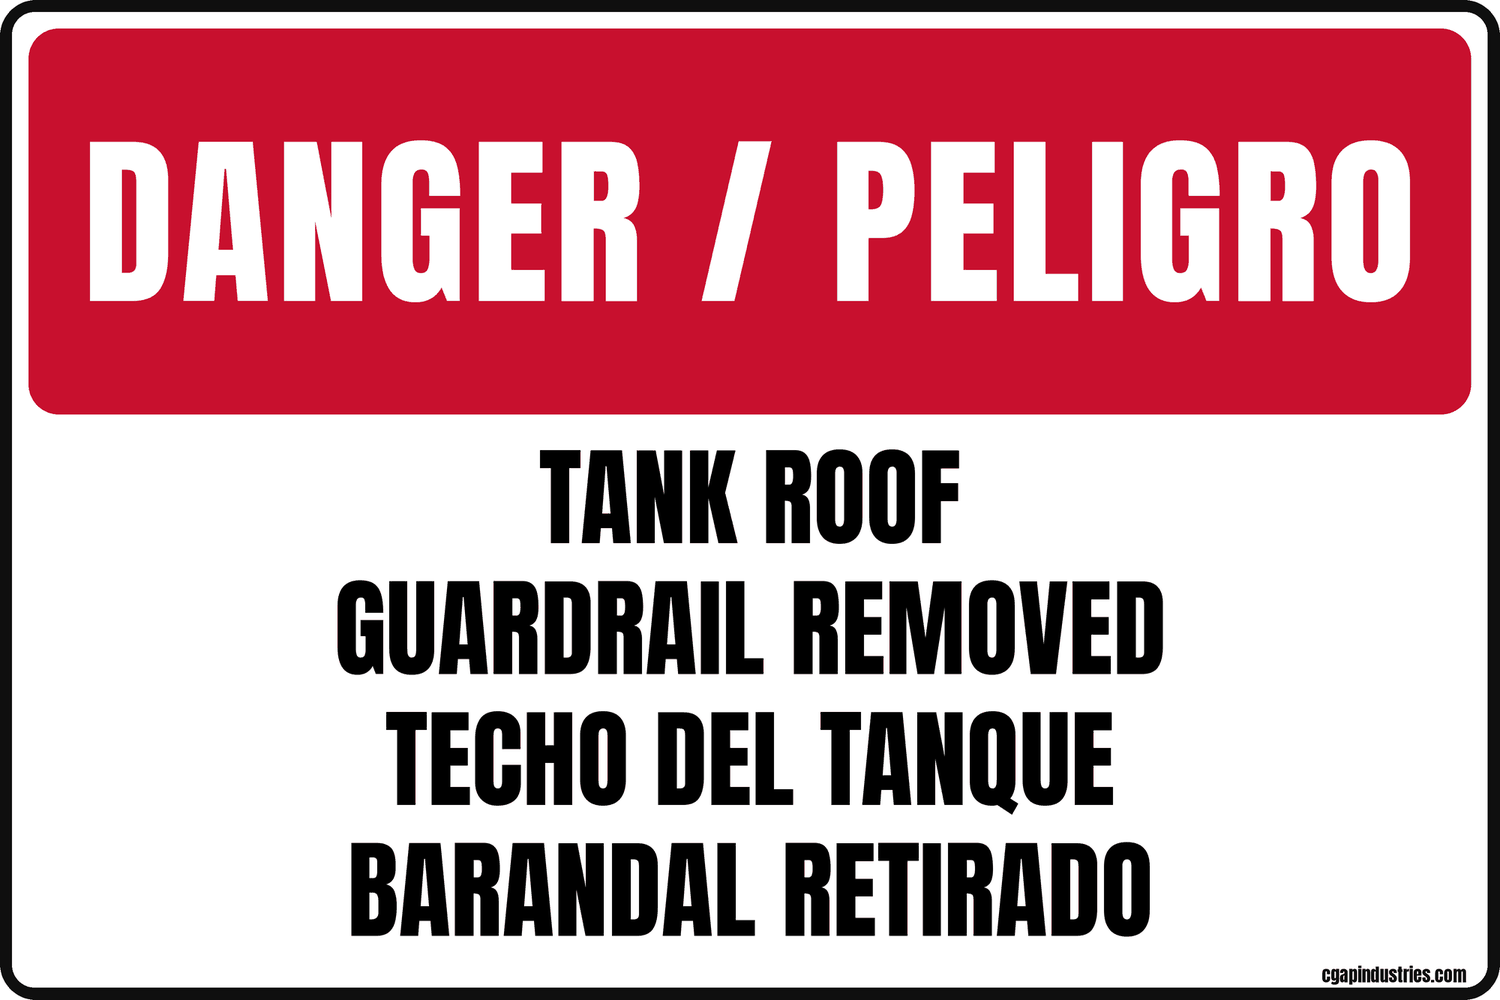 DANGER / PELIGRO
TANK ROOF
GUARDRAIL REMOVED
TECHO DEL TANQUE
BARANDAL RETIRADO
cgapindustries.com